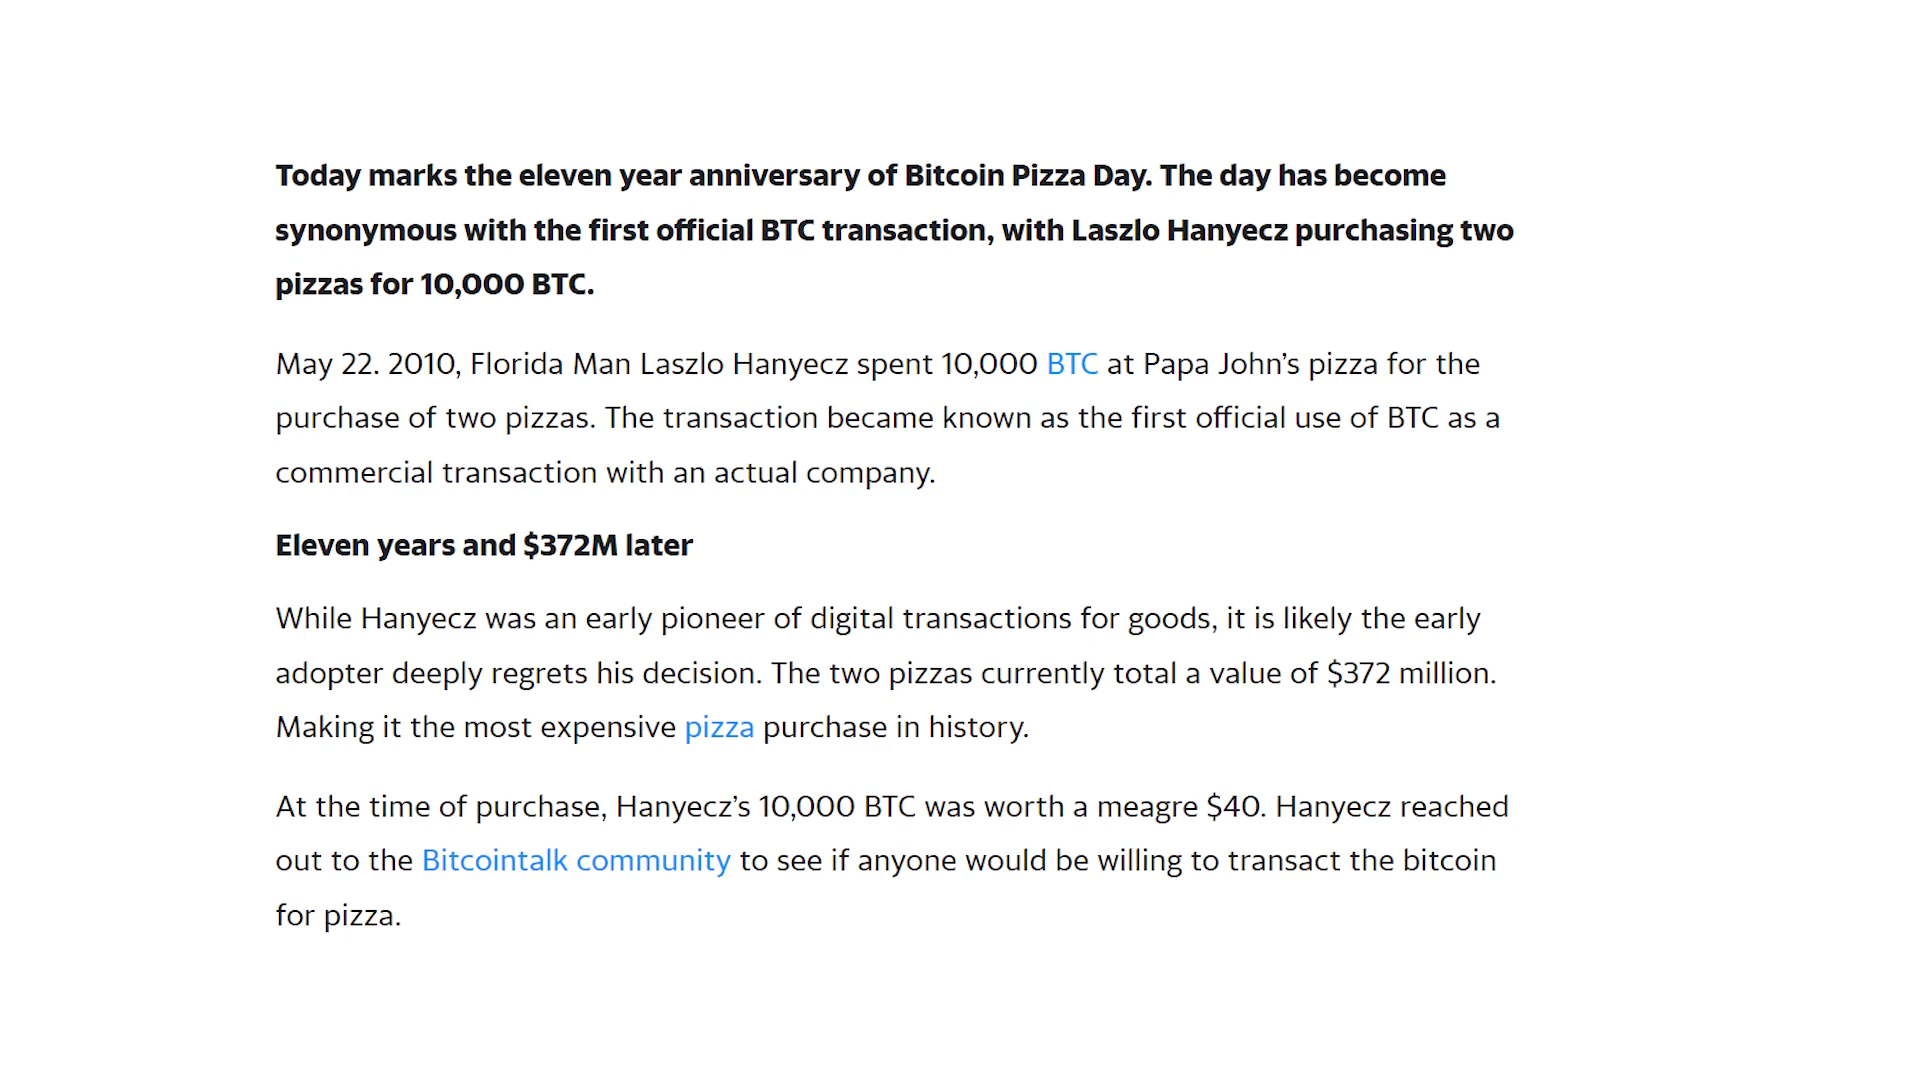 Today marks the eleven year anniversary of Bitcoin Pizza Day. The day has become
synonymous with the first official BTC transaction, with Laszlo Hanyecz purchasing two
pizzas for 10,000 BTC.
May 22. 2010, Florida Man Laszlo Hanyecz spent 10,000 BTC at Papa John’s pizza for the
purchase of two pizzas. The transaction became known as the first official use of BTC as a
commercial transaction with an actual company.
Eleven years and $372M later
While Hanyecz was an early pioneer of digital transactions for goods, it is likely the early
adopter deeply regrets his decision. The two pizzas currently total a value of $372 million.
Making it the most expensive pizza purchase in history.
At the time of purchase, Hanyecz’s 10,000 BTC was worth a meagre $40. Hanyecz reached
out to the Bitcointalk community to see if anyone would be willing to transact the bitcoin
for pizza.